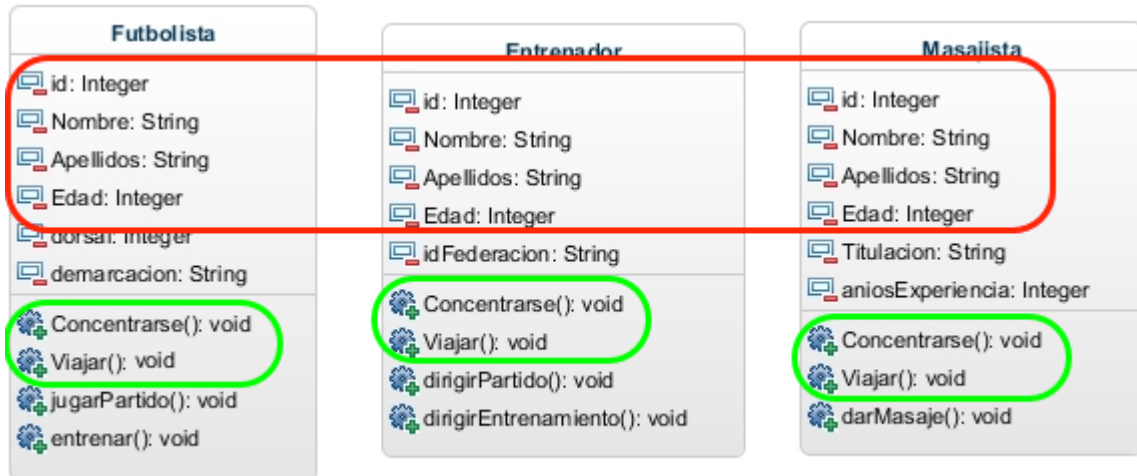 Futbolista
id: Integer
Nombre: String
Apellidos: String
Edad: Integer
dorsal: Integer
demarcacion: String
Concentrarse(): void
Viajar(): void
jugarPartido(): void
entrenar(): void
Entrenador
id: Integer
Nombre: String
Apellidos: String
Edad: Integer
idFederacion: String
Concentrarse(): void
Viajar(): void
dirigirPartido(): void
dirigirEntrenamiento(): void
Masajista
id: Integer
Nombre: String
Apellidos: String
Edad: Integer
Titulacion: String
aniosExperiencia: Integer
Concentrarse(): void
Viajar(): void
darMasaje(): void